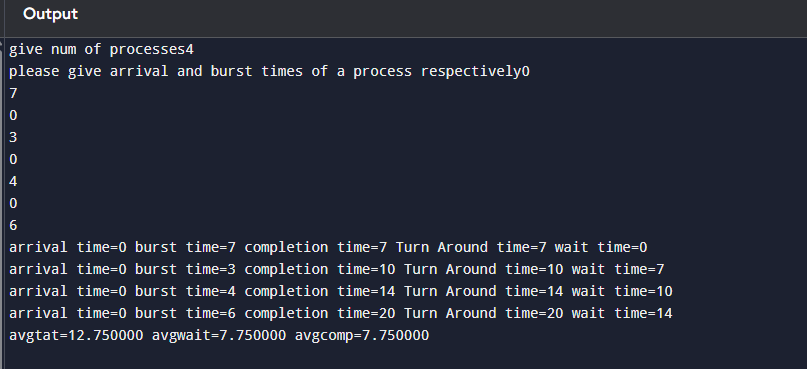 Output
give num of processes4
please give arrival and burst times of a process respectively0
7
0
3
0
4
0
6
arrival time=0 burst time=7 completion time=7 Turn Around time=7 wait time=0
arrival time=0 burst time=3 completion time=10 Turn Around time=10 wait time=7
arrival time=0 burst time=4 completion time=14 Turn Around time=14 wait time=10
arrival time=0 burst time=6 completion time=20 Turn Around time=20 wait time=14
avgtat=12.750000 avgwait=7.750000 avgcomp=7.750000